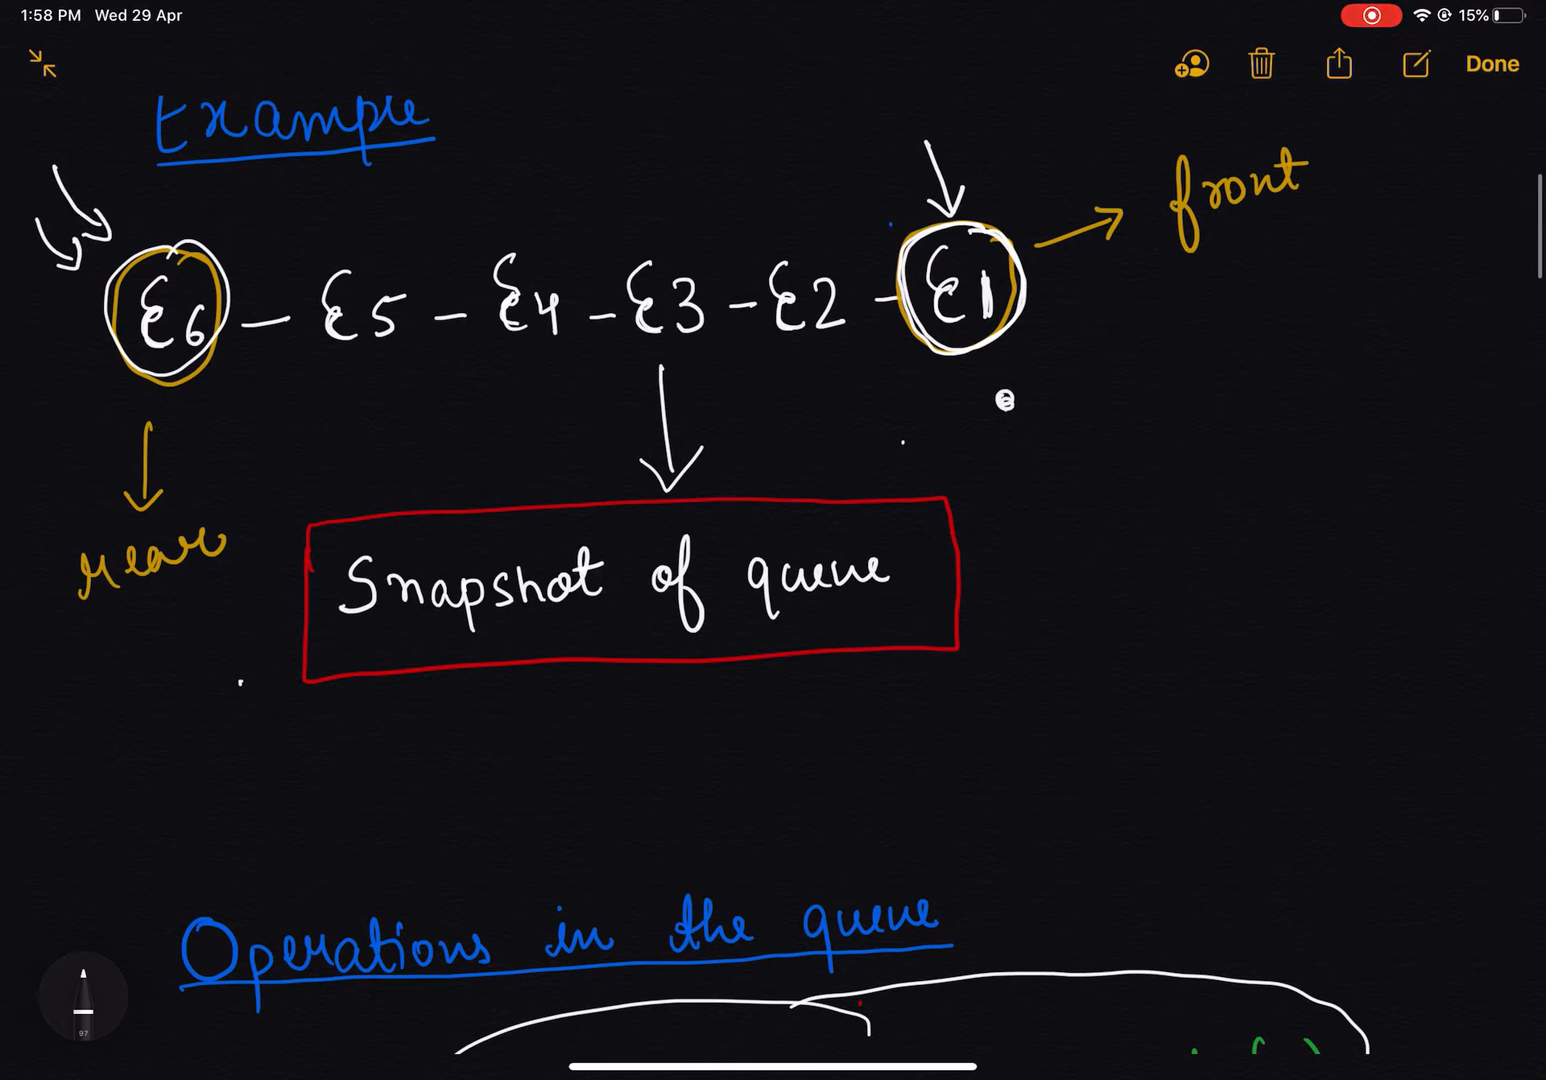 1:58 PM Wed 29 Apr 15%
Done
Example
front
E6 - E5 - E4 - E3 - E2 - E1
rear
Snapshot of queue
Operations in the queue
97